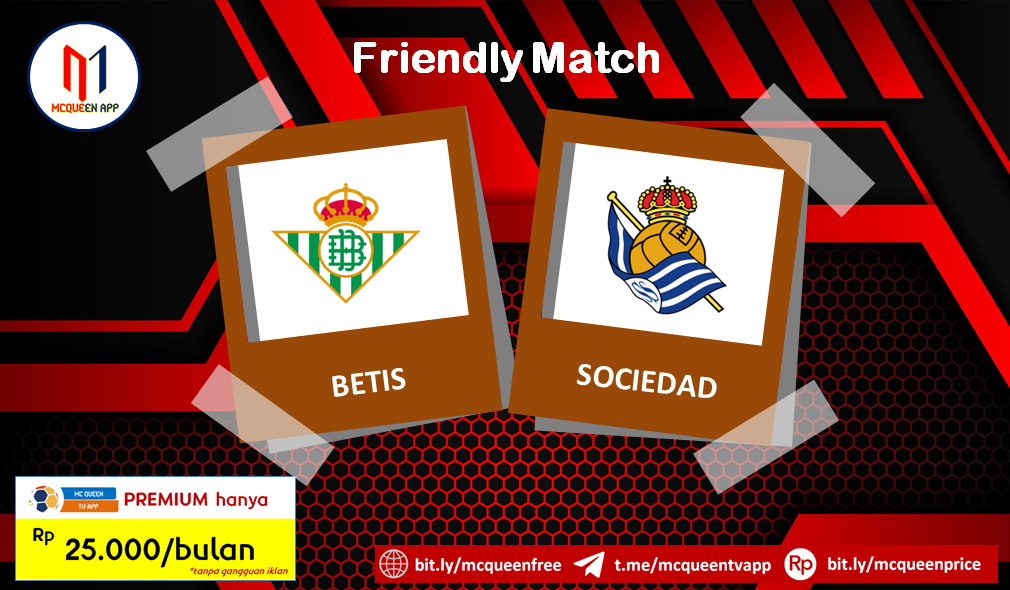 Friendly Match
M1
MCQUEEN APP
BETIS
SOCIEDAD
MC QUEEN
TV APP
PREMIUM hanya
Rp 25.000/bulan
*tanpa gangguan iklan
bit.ly/mcqueenfree
t.me/mcqueentvapp
Rp
bit.ly/mcqueenprice